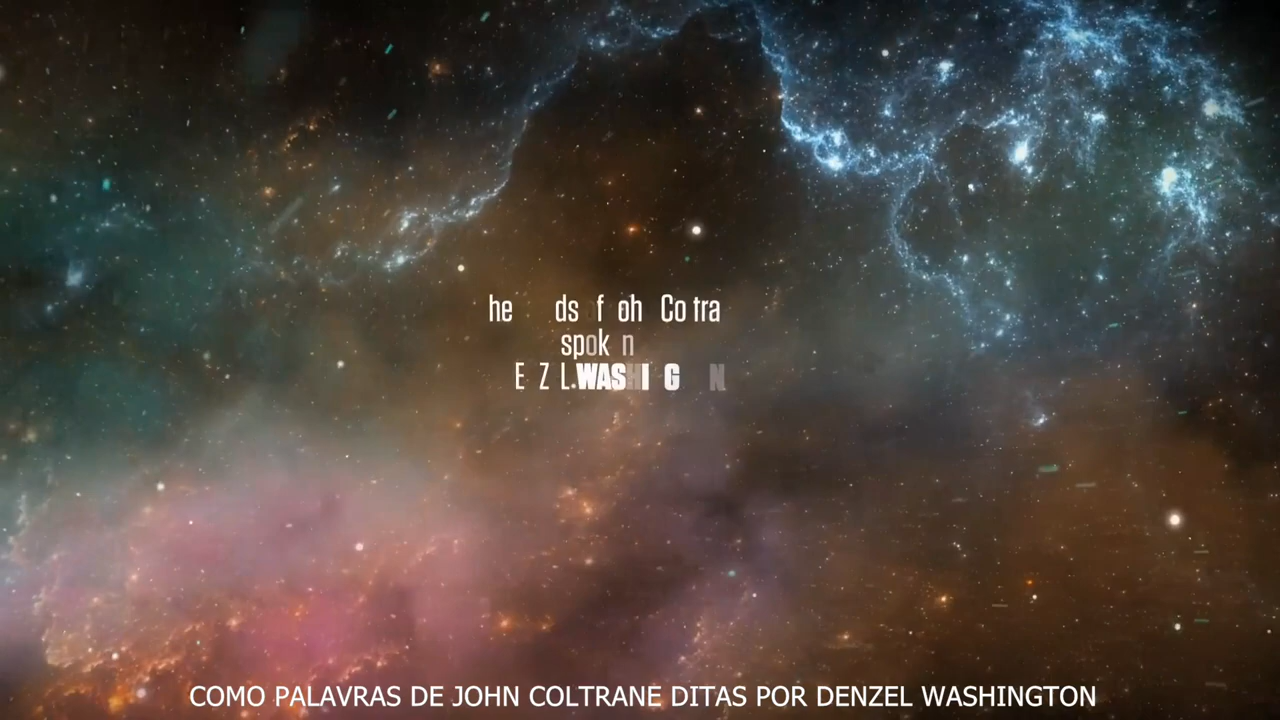 he ds f oh Co tra
spok n
E Z L WASHI G N
COMO PALAVRAS DE JOHN COLTRANE DITAS POR DENZEL WASHINGTON